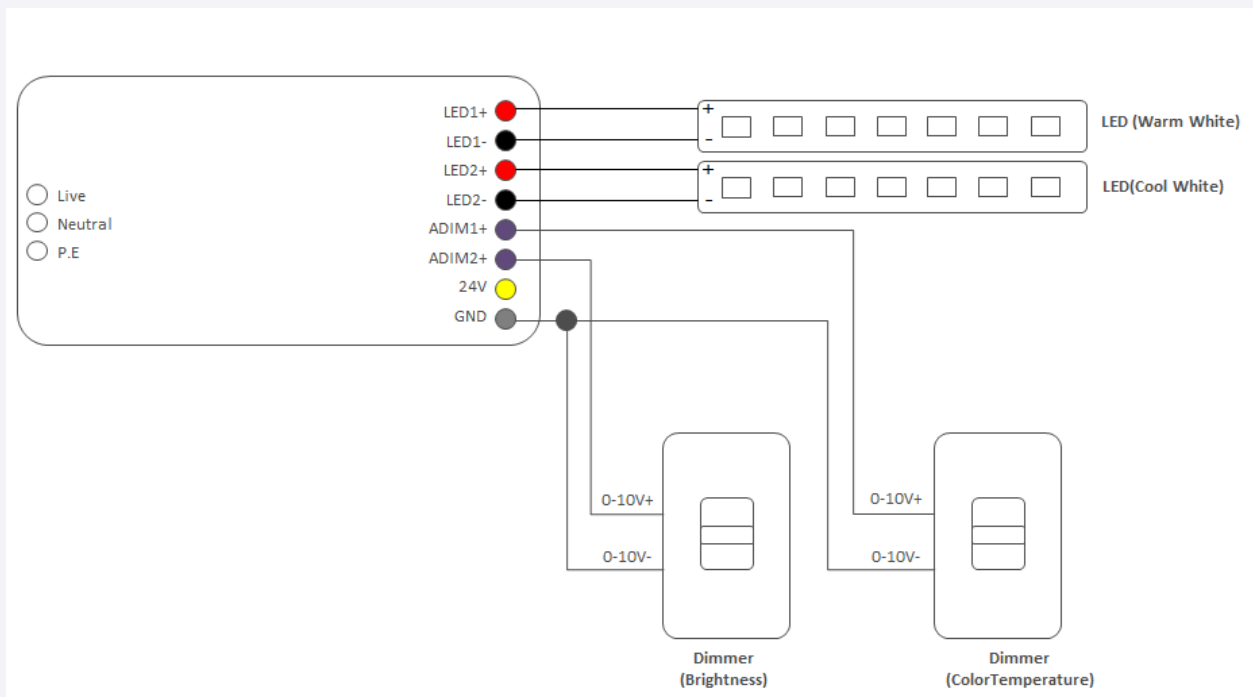 LED1+
LED1-
LED2+
LED2-
ADIM1+
ADIM2+
24V
GND
Live
Neutral
P.E
+
-
LED (Warm White)
+
-
LED(Cool White)
0-10V+
0-10V-
Dimmer
(Brightness)
0-10V+
0-10V-
Dimmer
(ColorTemperature)